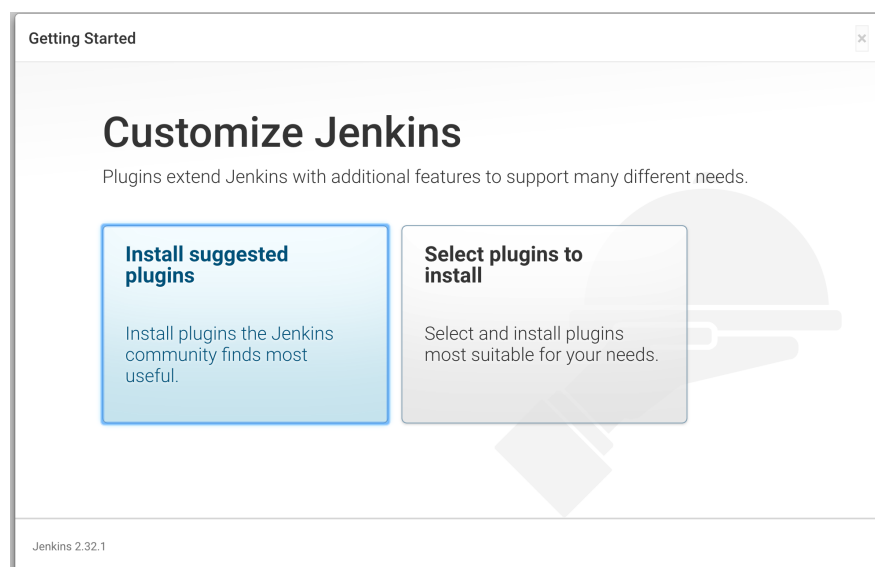 Getting Started
×
Customize Jenkins
Plugins extend Jenkins with additional features to support many different needs.
Install suggested
plugins
Install plugins the Jenkins
community finds most
useful.
Select plugins to
install
Select and install plugins
most suitable for your needs.
Jenkins 2.32.1